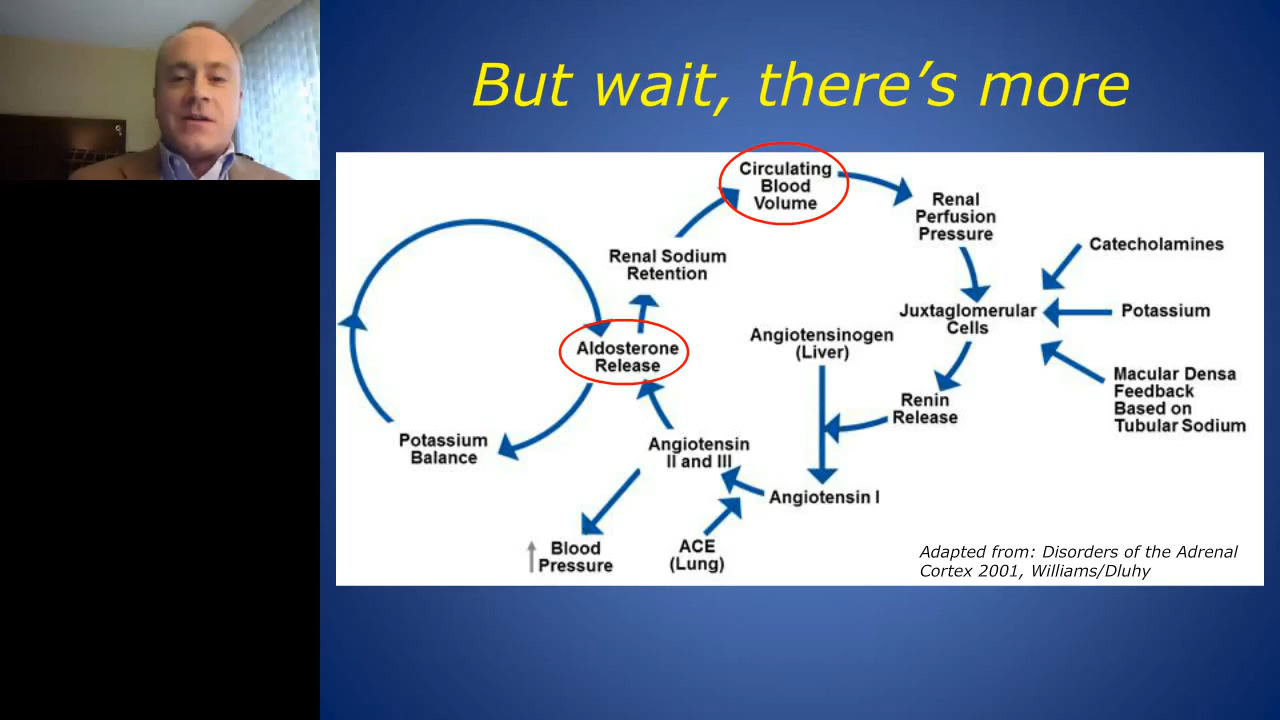 But wait, there's more
Circulating
Blood
Volume
Renal
Perfusion
Pressure
Catecholamines
Renal Sodium
Retention
Juxtaglomerular
Cells
Potassium
Angiotensinogen
(Liver)
Aldosterone
Release
Macular Densa
Feedback
Based on
Tubular Sodium
Renin
Release
Potassium
Balance
Angiotensin
II and III
Angiotensin I
Blood
Pressure
ACE
(Lung)
Adapted from: Disorders of the Adrenal
Cortex 2001, Williams/Dluhy